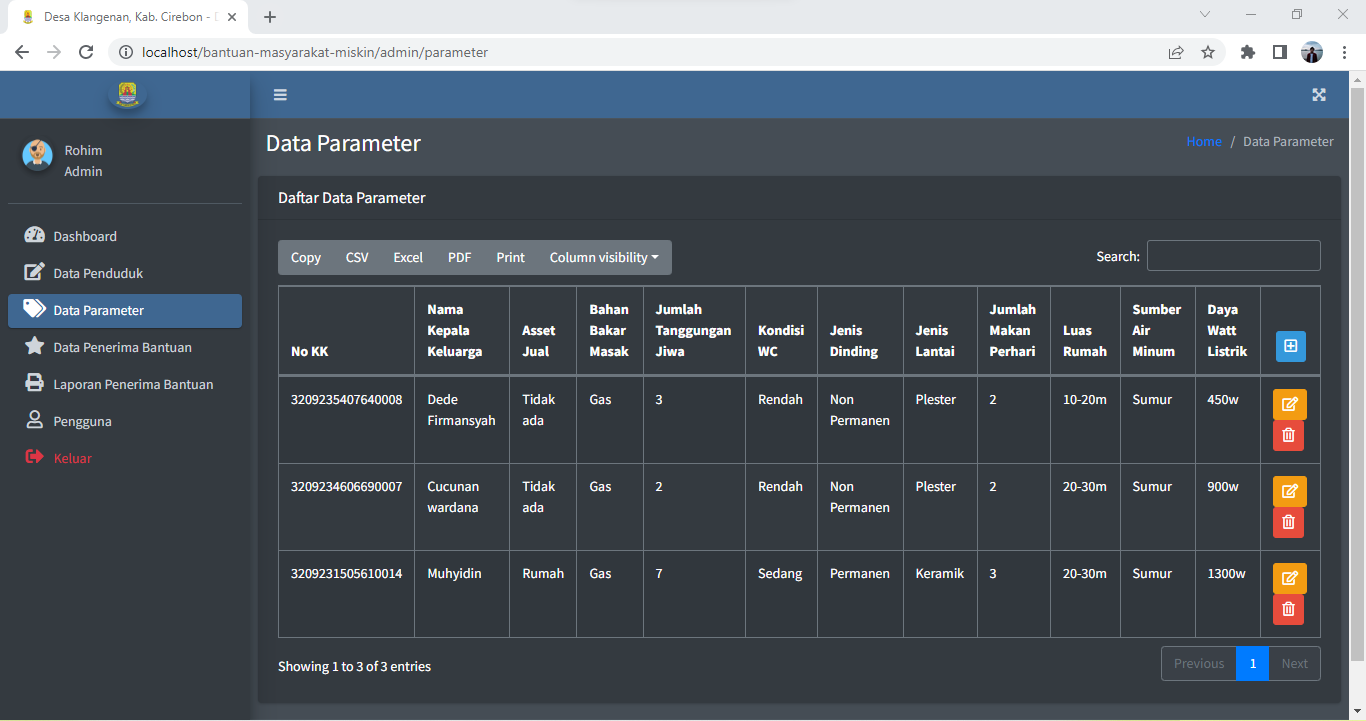 Desa Klangenan, Kab. Cirebon - D
localhost/bantuan-masyarakat-miskin/admin/parameter
Rohim
Admin
Dashboard
Data Penduduk
Data Parameter
Data Penerima Bantuan
Laporan Penerima Bantuan
Pengguna
Keluar
Data Parameter
Home / Data Parameter
Daftar Data Parameter
Copy CSV Excel PDF Print Column visibility
Search:
No KK
Nama
Kepala
Keluarga
Asset
Jual
Bahan
Bakar
Masak
Jumlah
Tanggungan
Jiwa
Kondisi
WC
Jenis
Dinding
Jenis
Lantai
Jumlah
Makan
Perhari
Luas
Rumah
Sumber
Air
Minum
Daya
Watt
Listrik
3209235407640008
Dede
Firmansyah
Tidak
ada
Gas
3
Rendah
Non
Permanen
Plester
2
10-20m
Sumur
450w
3209234606690007
Cucunan
wardana
Tidak
ada
Gas
2
Rendah
Non
Permanen
Plester
2
20-30m
Sumur
900w
3209231505610014
Muhyidin
Rumah
Gas
7
Sedang
Permanen
Keramik
3
20-30m
Sumur
1300w
Showing 1 to 3 of 3 entries
Previous 1 Next